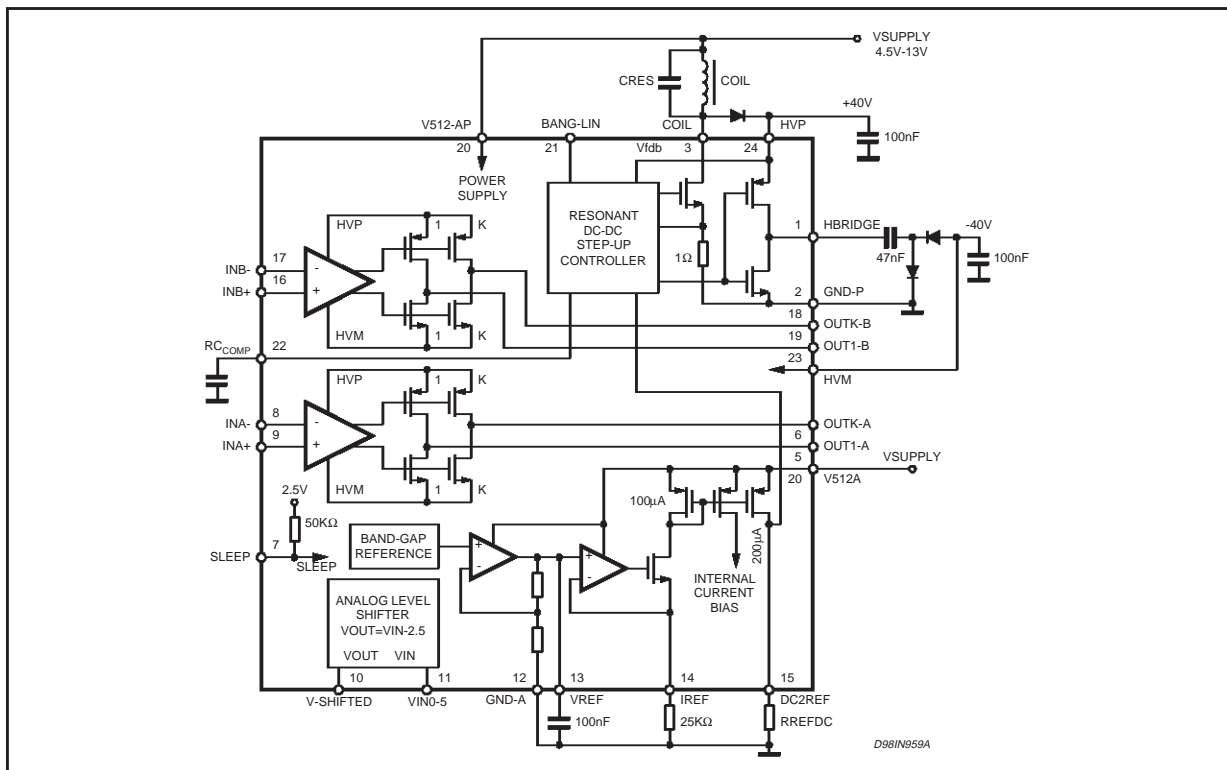 VSUPPLY
4.5V-13V
CRES
COIL
+40V
V512-AP
BANG-LIN
COIL
HVP
100nF
20
21
Vfdb
3
24
POWER
SUPPLY
RESONANT
DC-DC
STEP-UP
CONTROLLER
1Ω
HVP
1
K
1
HBRIDGE
-40V
47nF
100nF
17
INB-
16
INB+
-
+
2
GND-P
18
OUTK-B
HVM
1
K
19
OUT1-B
RCCOMP
22
23
HVM
HVP
1
K
8
INA-
9
INA+
-
+
OUTK-A
6
OUT1-A
5
VSUPPLY
HVM
1
K
20
V512A
2.5V
100µA
50KΩ
7
SLEEP
SLEEP
BAND-GAP
REFERENCE
+
-
+
-
200µA
INTERNAL
CURRENT
BIAS
ANALOG LEVEL
SHIFTER
VOUT=VIN-2.5
VOUT
VIN
10
11
12
13
14
15
V-SHIFTED
VIN0-5
GND-A
VREF
IREF
DC2REF
100nF
25KΩ
RREFDC
D98IN959A